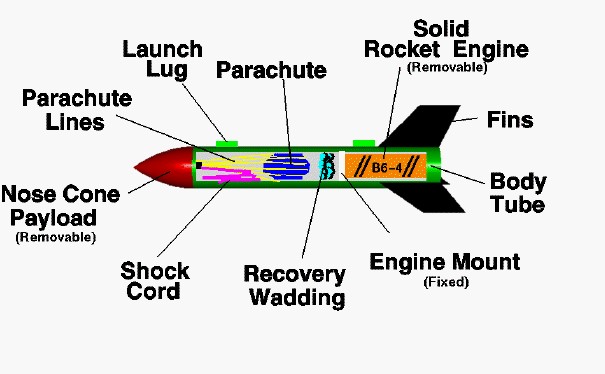 Solid
Rocket Engine
(Removable)
Launch
Lug
Parachute
Parachute
Lines
Fins
//B6-4//
Nose Cone
Payload
(Removable)
Body
Tube
Shock
Cord
Recovery
Wadding
Engine Mount
(Fixed)